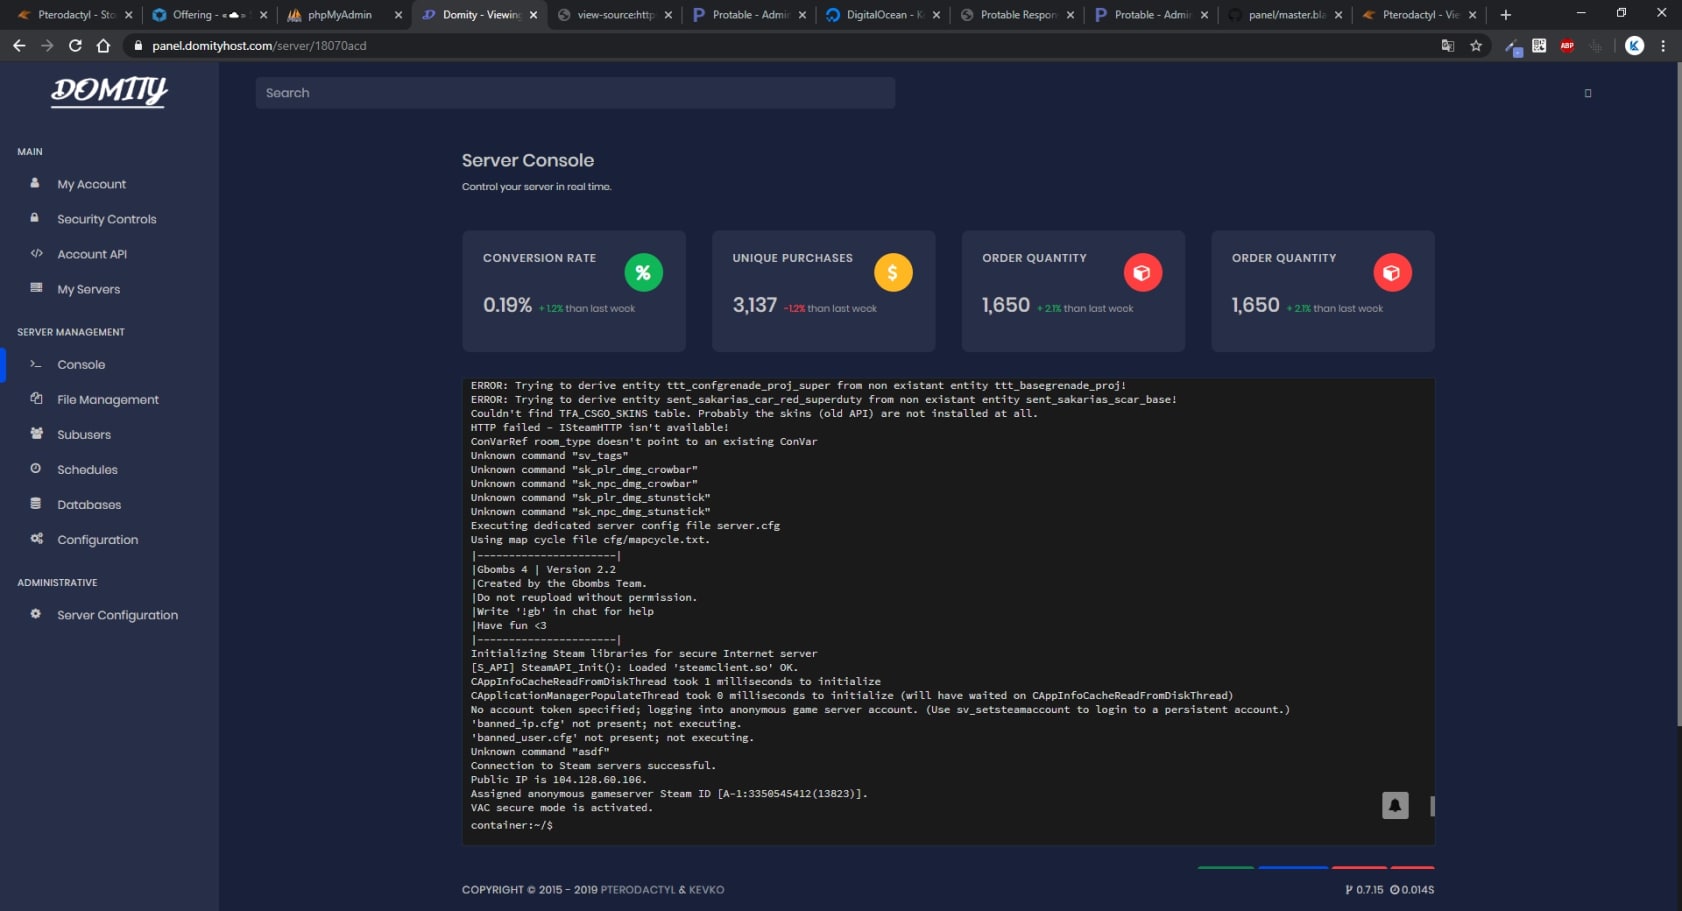 Pterodactyl - Sto
Offering - «☁»
phpMyAdmin
Domity - Viewing
view-source:http
Protable - Admin
DigitalOcean - K
Protable Respon
Protable - Admin
panel/master.bla
Pterodactyl - Vie
panel.domityhost.com/server/18070acd
ABP
DOMITY
Search
MAIN
My Account
Security Controls
Account API
My Servers
SERVER MANAGEMENT
Console
File Management
Subusers
Schedules
Databases
Configuration
ADMINISTRATIVE
Server Configuration
Server Console
Control your server in real time.
CONVERSION RATE
%
0.19% + 1.2% than last week
UNIQUE PURCHASES
$
3,137 -1.2% than last week
ORDER QUANTITY
1,650 + 2.1% than last week
ORDER QUANTITY
1,650 + 2.1% than last week
ERROR: Trying to derive entity ttt_confgrenade_proj_super from non existant entity ttt_basegrenade_proj!
ERROR: Trying to derive entity sent_sakarias_car_red_superduty from non existant entity sent_sakarias_scar_base!
Couldn't find TFA_CSGO_SKINS table. Probably the skins (old API) are not installed at all.
HTTP failed - ISteamHTTP isn't available!
ConVarRef room_type doesn't point to an existing ConVar
Unknown command "sv_tags"
Unknown command "sk_plr_dmg_crowbar"
Unknown command "sk_npc_dmg_crowbar"
Unknown command "sk_plr_dmg_stunstick"
Unknown command "sk_npc_dmg_stunstick"
Executing dedicated server config file server.cfg
Using map cycle file cfg/mapcycle.txt.
|----------------------|
|Gbombs 4 | Version 2.2
|Created by the Gbombs Team.
|Do not reupload without permission.
|Write '!gb' in chat for help
|Have fun <3
|----------------------|
Initializing Steam libraries for secure Internet server
[S_API] SteamAPI_Init(): Loaded 'steamclient.so' OK.
CAppInfoCacheReadFromDiskThread took 1 milliseconds to initialize
CApplicationManagerPopulateThread took 0 milliseconds to initialize (will have waited on CAppInfoCacheReadFromDiskThread)
No account token specified; logging into anonymous game server account. (Use sv_setsteamaccount to login to a persistent account.)
'banned_ip.cfg' not present; not executing.
'banned_user.cfg' not present; not executing.
Unknown command "asdf"
Connection to Steam servers successful.
Public IP is 104.128.60.106.
Assigned anonymous gameserver Steam ID [A-1:3350545412(13823)].
VAC secure mode is activated.
container:~/$
COPYRIGHT © 2015 - 2019 PTERODACTYL & KEVKO
0.7.15 0.014S